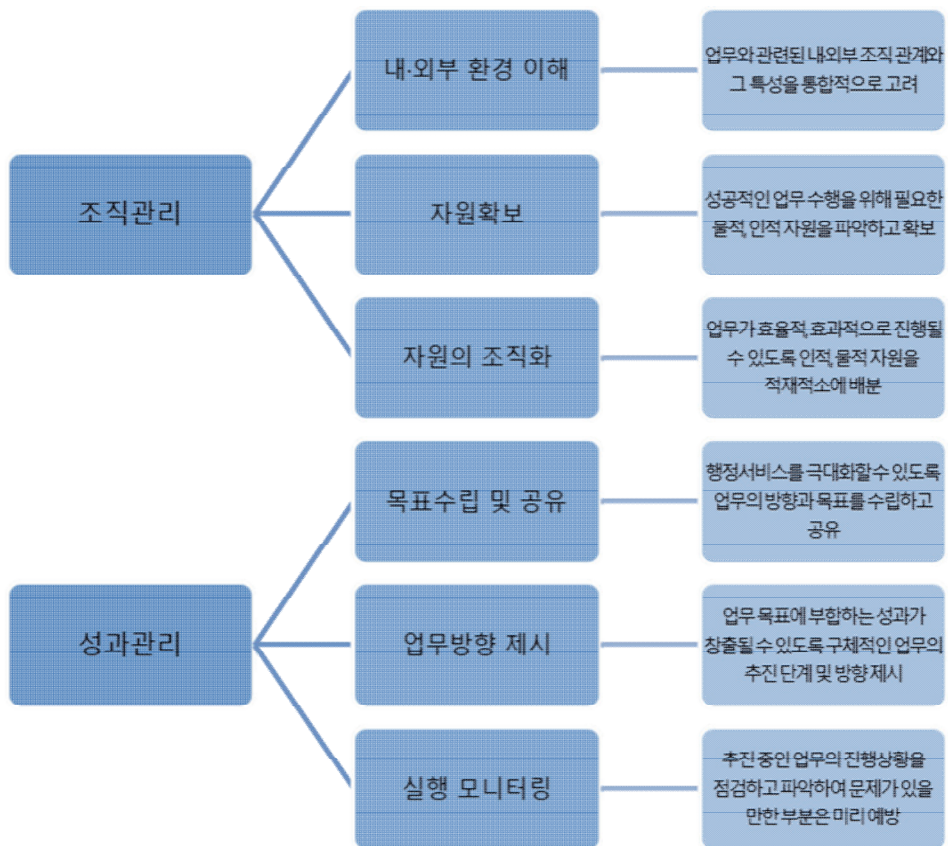 조직관리
내·외부 환경 이해
업무와 관련된 내·외부 조직 관계와
그 특성을 통합적으로 고려
자원확보
성공적인 업무 수행을 위해 필요한
물적, 인적 자원을 파악하고 확보
자원의 조직화
업무가 효율적, 효과적으로 진행될
수 있도록 인적, 물적 자원을
적재적소에 배분
성과관리
목표수립 및 공유
행정서비스를 극대화할 수 있도록
업무의 방향과 목표를 수립하고
공유
업무방향 제시
업무 목표에 부합하는 성과가
창출될 수 있도록 구체적인 업무의
추진 단계 및 방향 제시
실행 모니터링
추진 중인 업무의 진행상황을
점검하고 파악하여 문제가 있을
만한 부분은 미리 예방